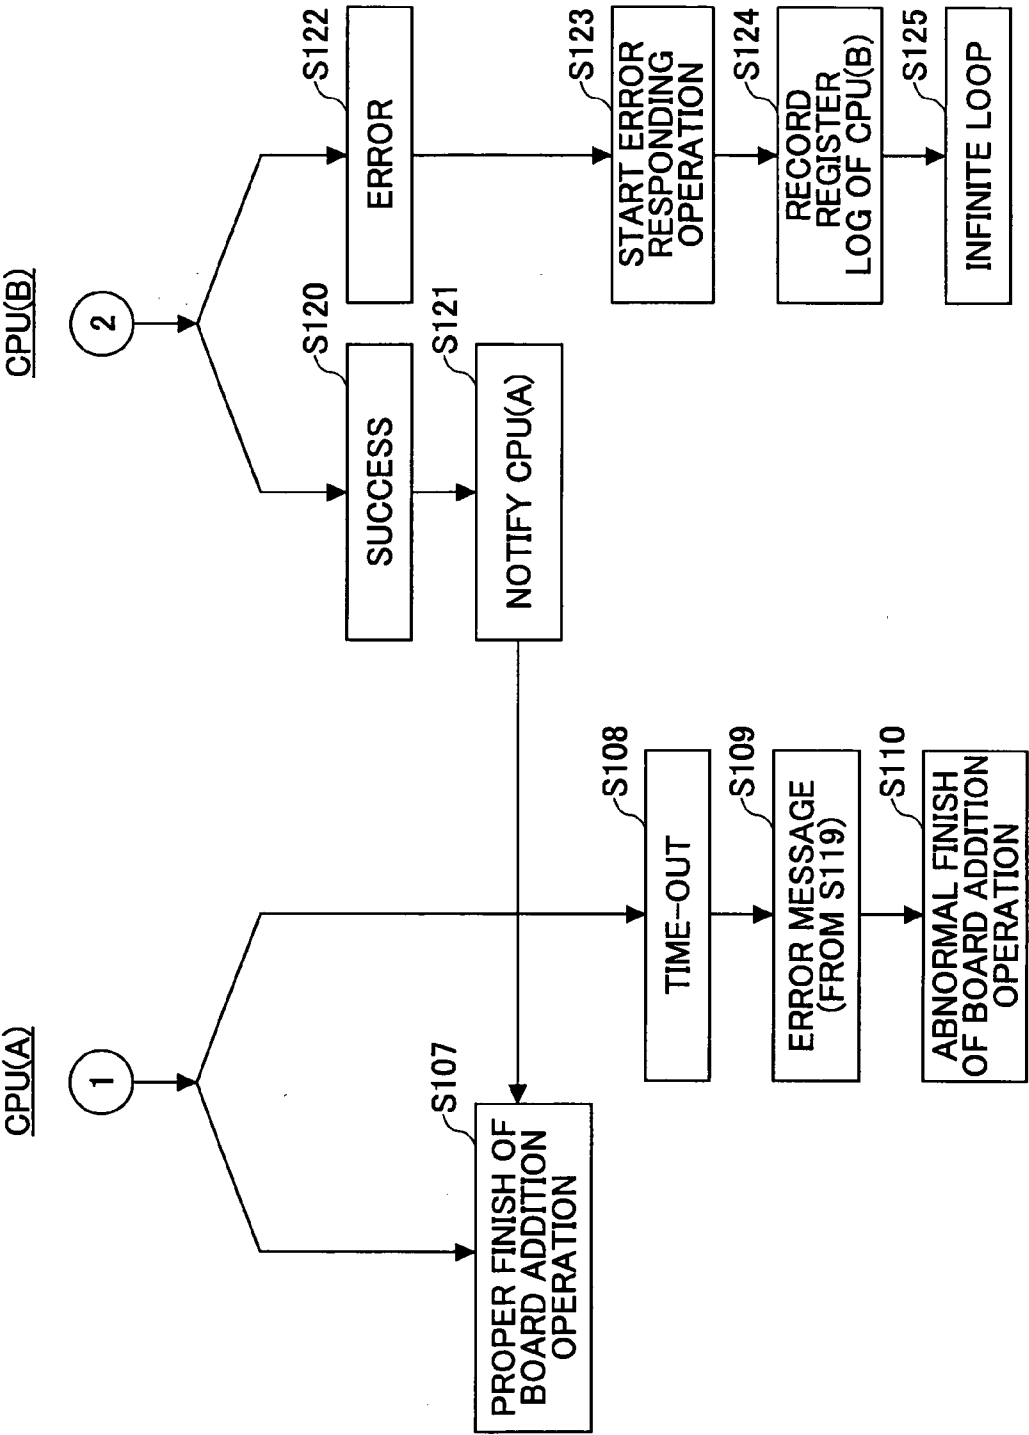 CPU(A)
1
S107
PROPER FINISH OF
BOARD ADDITION
OPERATION
S108
TIME-OUT
S109
ERROR MESSAGE
(FROM S119)
S110
ABNORMAL FINISH
OF BOARD ADDITION
OPERATION
CPU(B)
2
S120
SUCCESS
S121
NOTIFY CPU(A)
S122
ERROR
S123
START ERROR
RESPONDING
OPERATION
S124
RECORD
REGISTER
LOG OF CPU(B)
S125
INFINITE LOOP